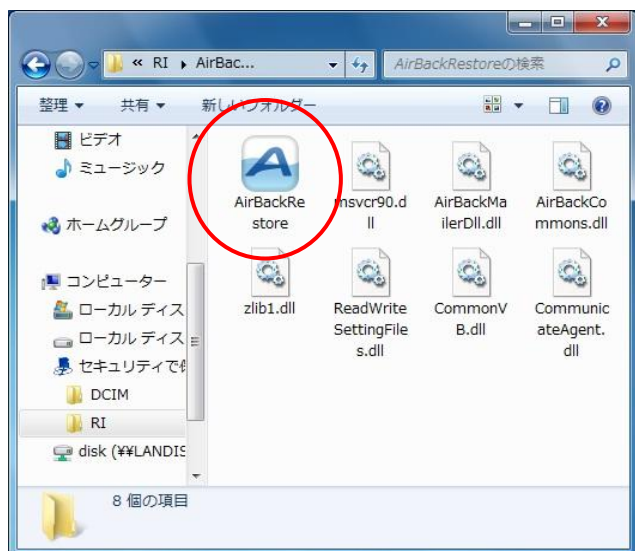 « RI ▸ AirBac...
AirBackRestoreの検索
整理 ▼ 共有 ▼ 新しいフォルダー
ビデオ
ミュージック
ホームグループ
コンピューター
ローカル ディス
ローカル ディス
セキュリティで保
DCIM
RI
disk (¥¥LANDIS
AirBackRe
store
msvcr90.d
ll
AirBackMa
ilerDll.dll
AirBackCo
mmons.dll
zlib1.dll
ReadWrite
SettingFile
s.dll
CommonV
B.dll
Communic
ateAgent.
dll
8 個の項目